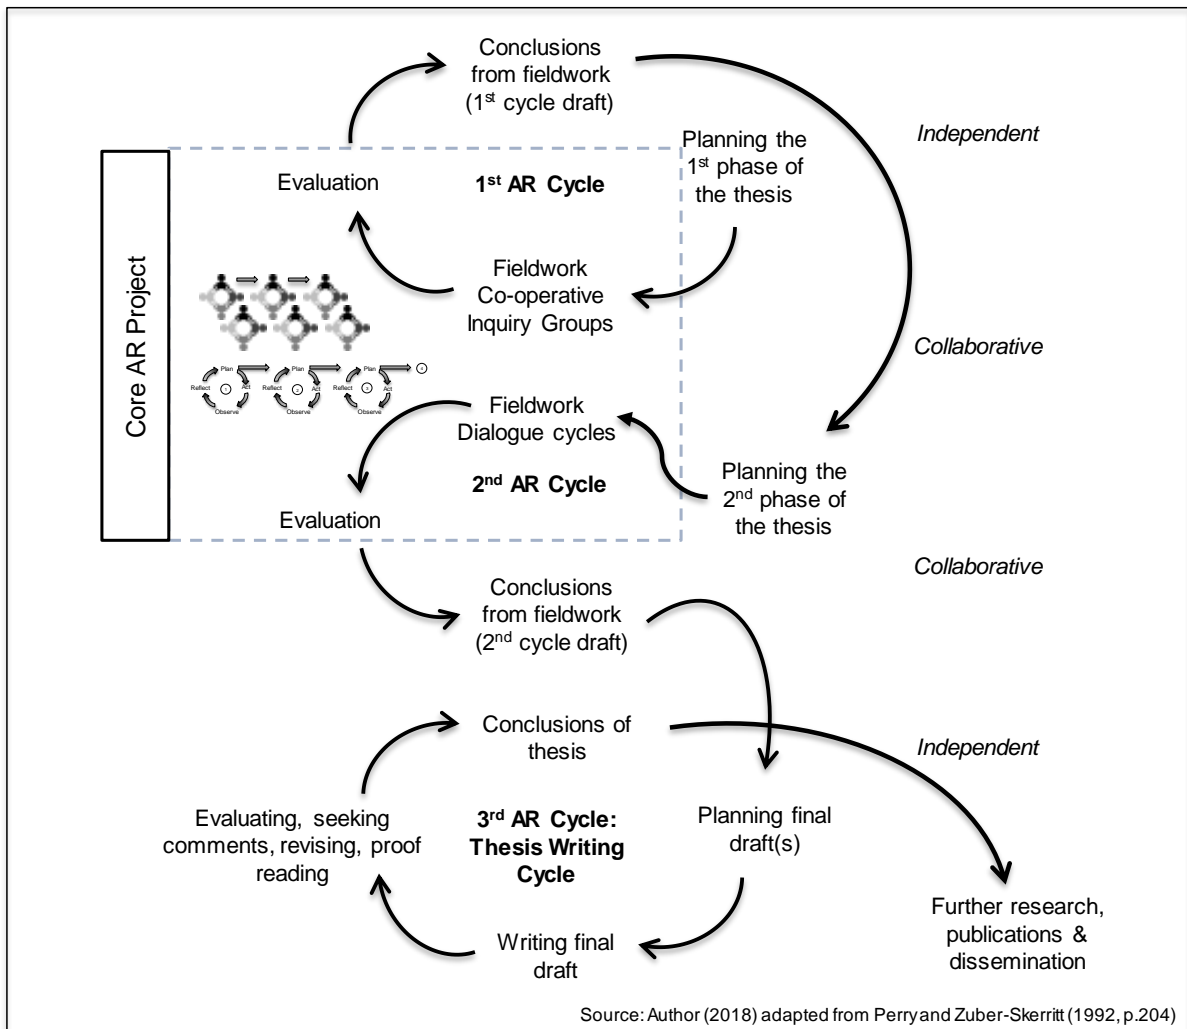 Conclusions
from fieldwork
(1st cycle draft)
Independent
Planning the
1st phase of
the thesis
Evaluation
1st AR Cycle
Core AR Project
Fieldwork
Co-operative
Inquiry Groups
Collaborative
Plan
Reflect
1
Act
Observe
Plan
Reflect
2
Act
Observe
Plan
Reflect
3
Act
Observe
4
Fieldwork
Dialogue cycles
2nd AR Cycle
Planning the
2nd phase of
the thesis
Evaluation
Collaborative
Conclusions
from fieldwork
(2nd cycle draft)
Conclusions of
thesis
Independent
Evaluating, seeking
comments, revising, proof
reading
3rd AR Cycle:
Thesis Writing
Cycle
Planning final
draft(s)
Writing final
draft
Further research,
publications &
dissemination
Source: Author (2018) adapted from Perry and Zuber-Skerritt (1992, p.204)